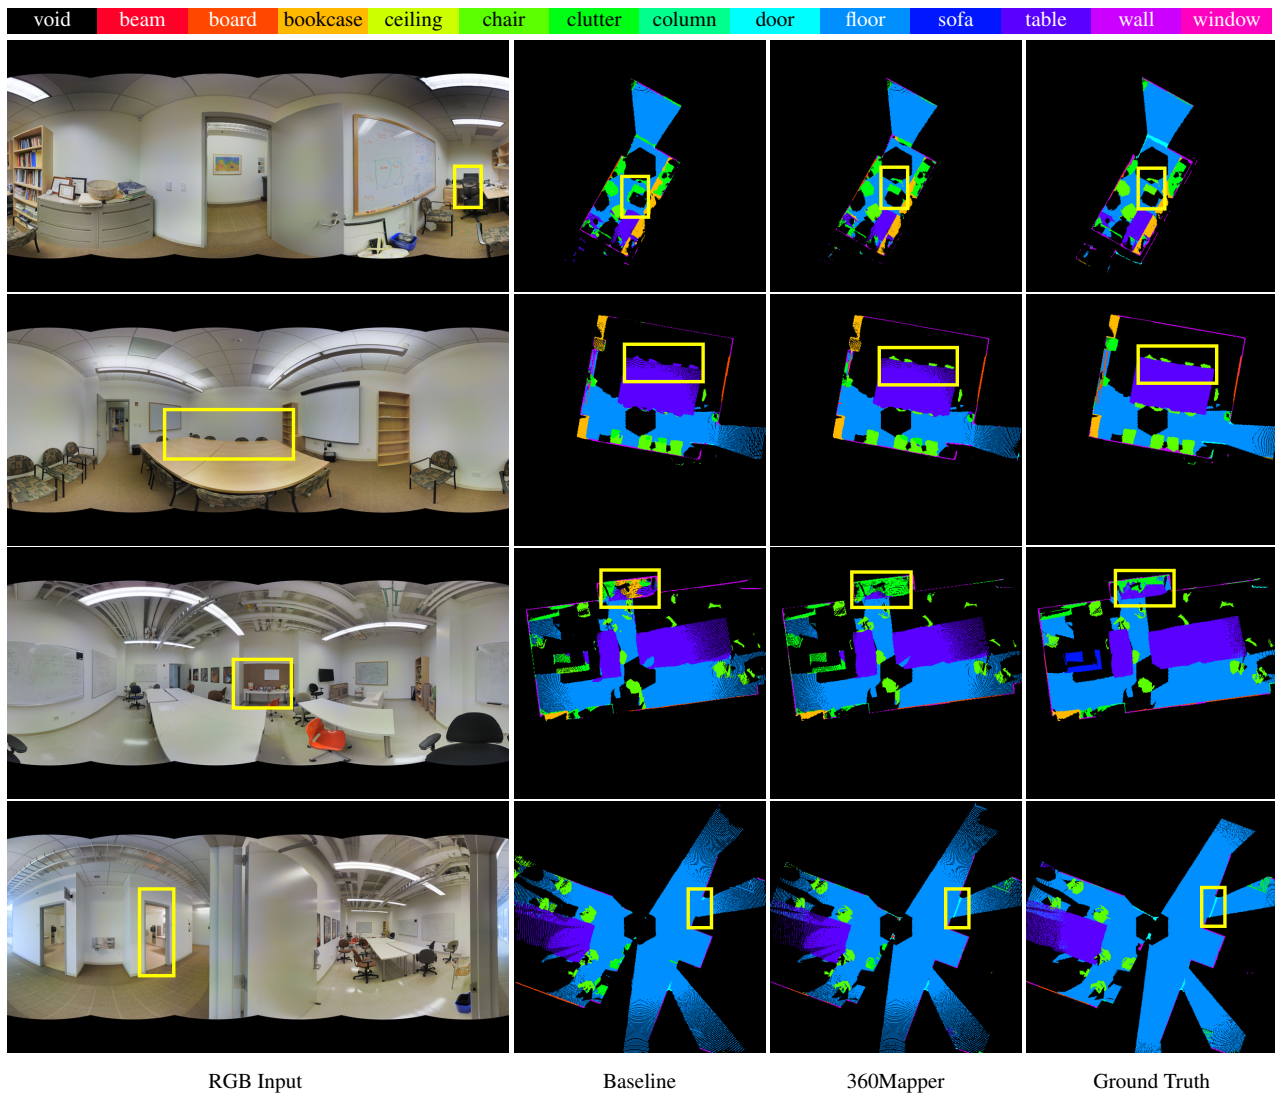 void beam board bookcase ceiling chair clutter column door floor sofa table wall window
RGB Input Baseline 360Mapper Ground Truth